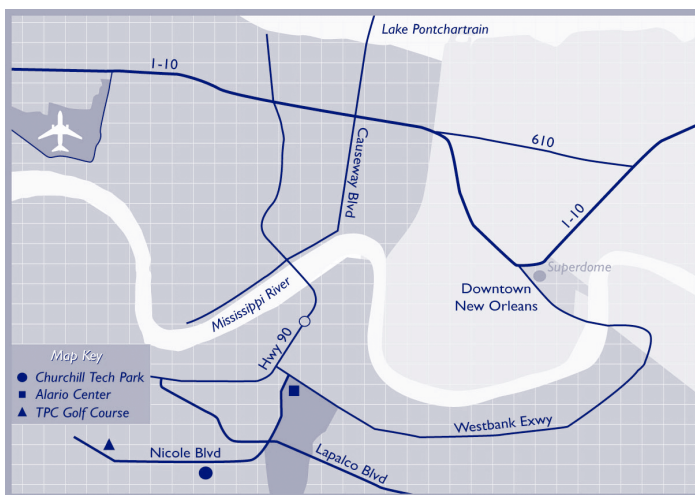 Lake Pontchartrain
I-10
610
Causeway Blvd
I-10
Superdome
Downtown
New Orleans
Mississippi River
Hwy 90
Map Key
Churchill Tech Park
Alario Center
TPC Golf Course
Westbank Exwy
Nicole Blvd
Lapalco Blvd